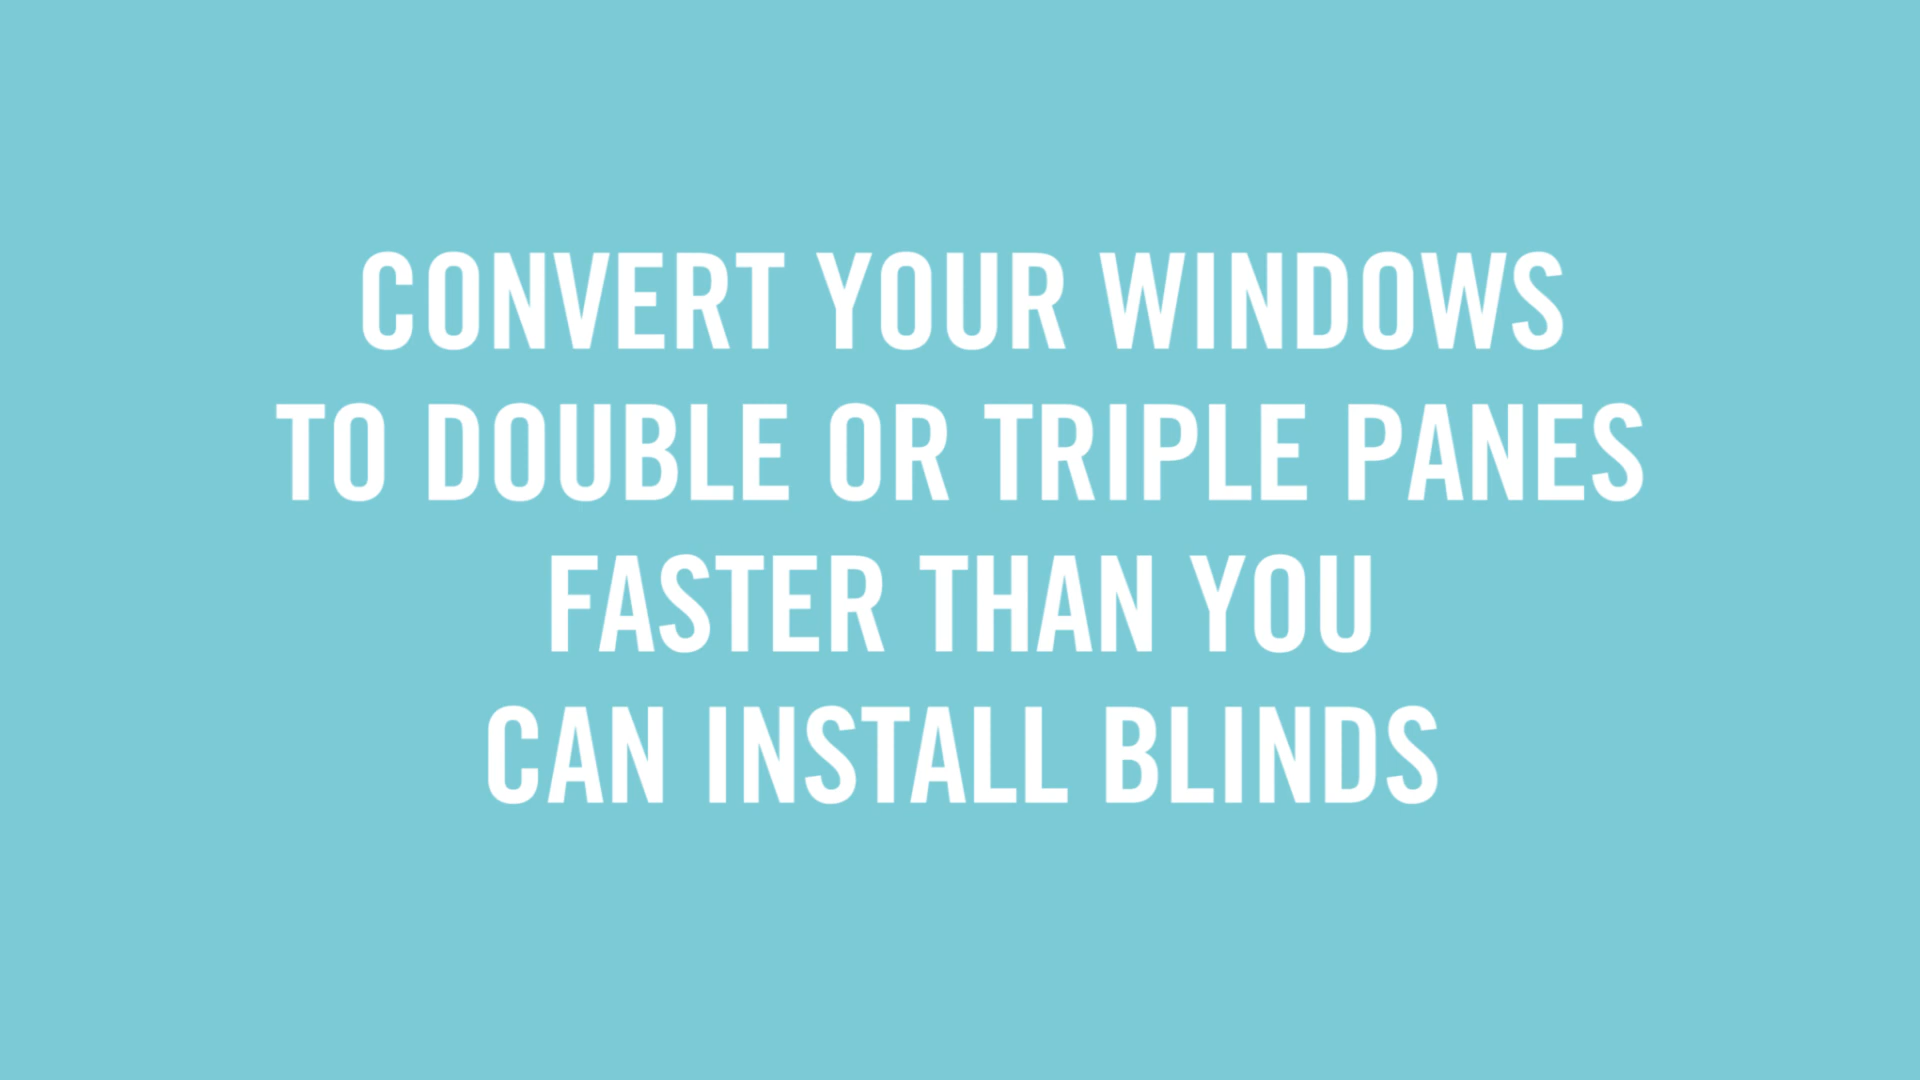 CONVERT YOUR WINDOWS
TO DOUBLE OR TRIPLE PANES
FASTER THAN YOU
CAN INSTALL BLINDS